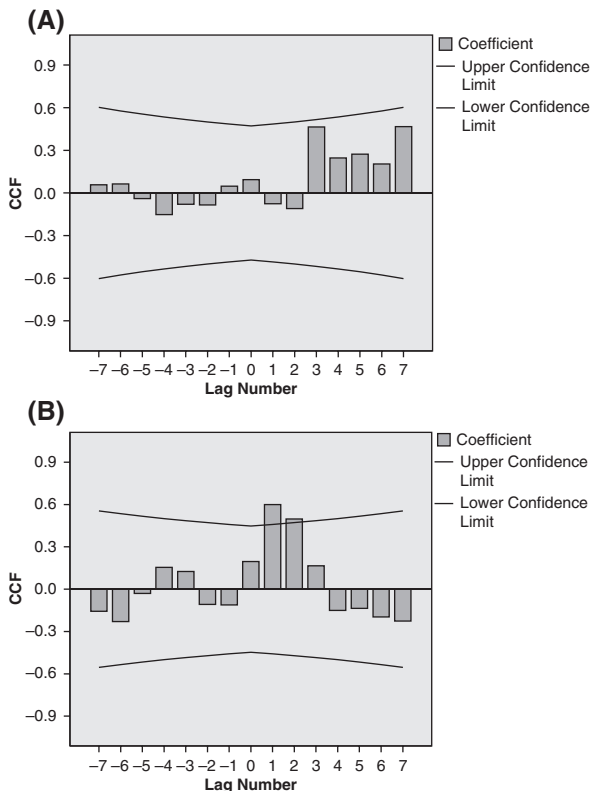 (A)
0.9
0.6
0.3
0.0
–0.3
–0.6
–0.9
CCF
–7 –6 –5 –4 –3 –2 –1 0 1 2 3 4 5 6 7
Lag Number
Coefficient
Upper Confidence
Limit
Lower Confidence
Limit
(B)
0.9
0.6
0.3
0.0
–0.3
–0.6
–0.9
CCF
–7 –6 –5 –4 –3 –2 –1 0 1 2 3 4 5 6 7
Lag Number
Coefficient
Upper Confidence
Limit
Lower Confidence
Limit